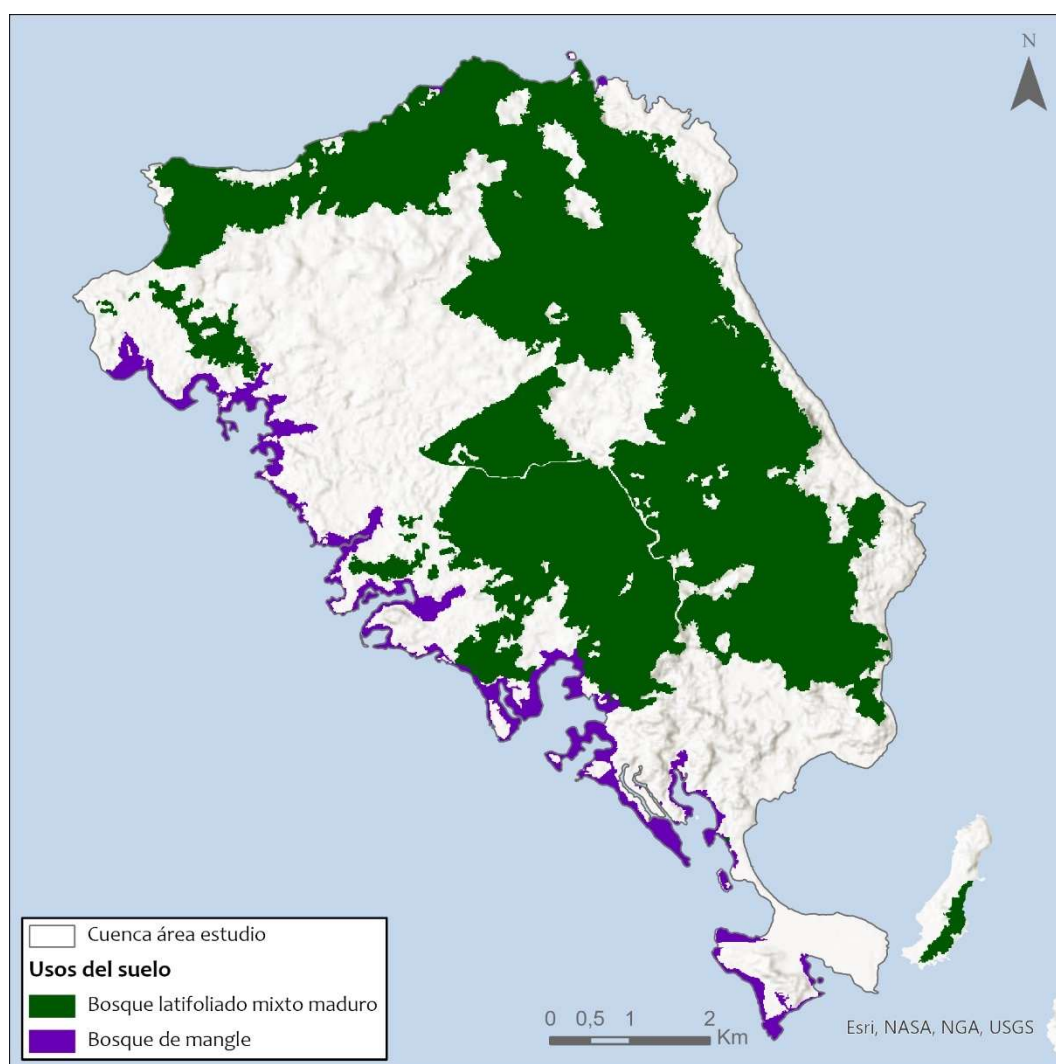 N
Cuenca área estudio
Usos del suelo
Bosque latifoliado mixto maduro
Bosque de mangle
0 0,5 1 2
Km
Esri, NASA, NGA, USGS